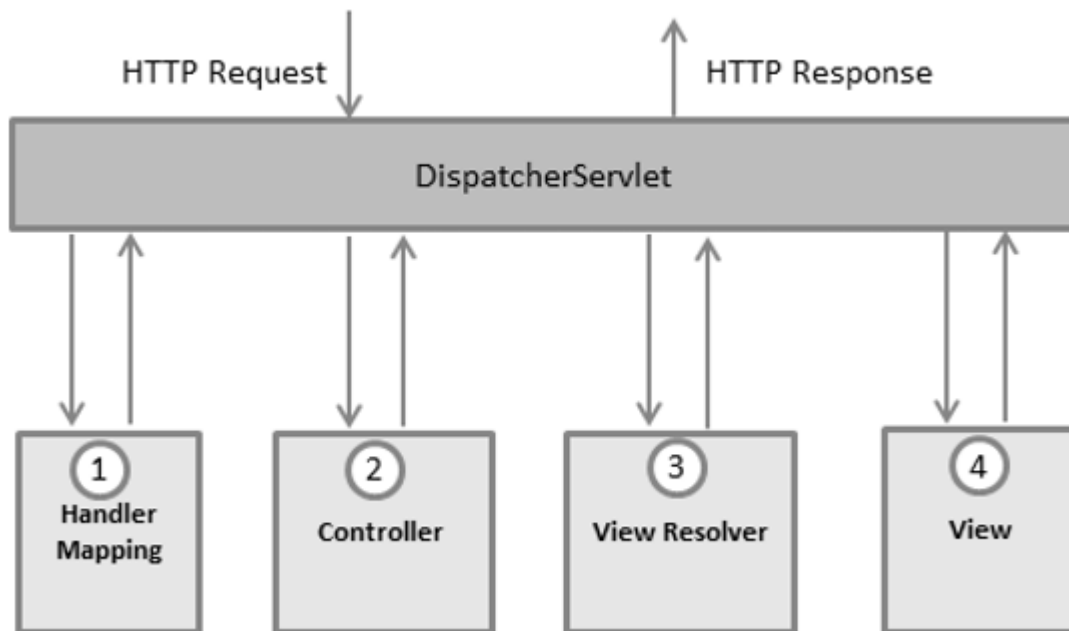 HTTP Request
HTTP Response
DispatcherServlet
1
Handler
Mapping
2
Controller
3
View Resolver
4
View